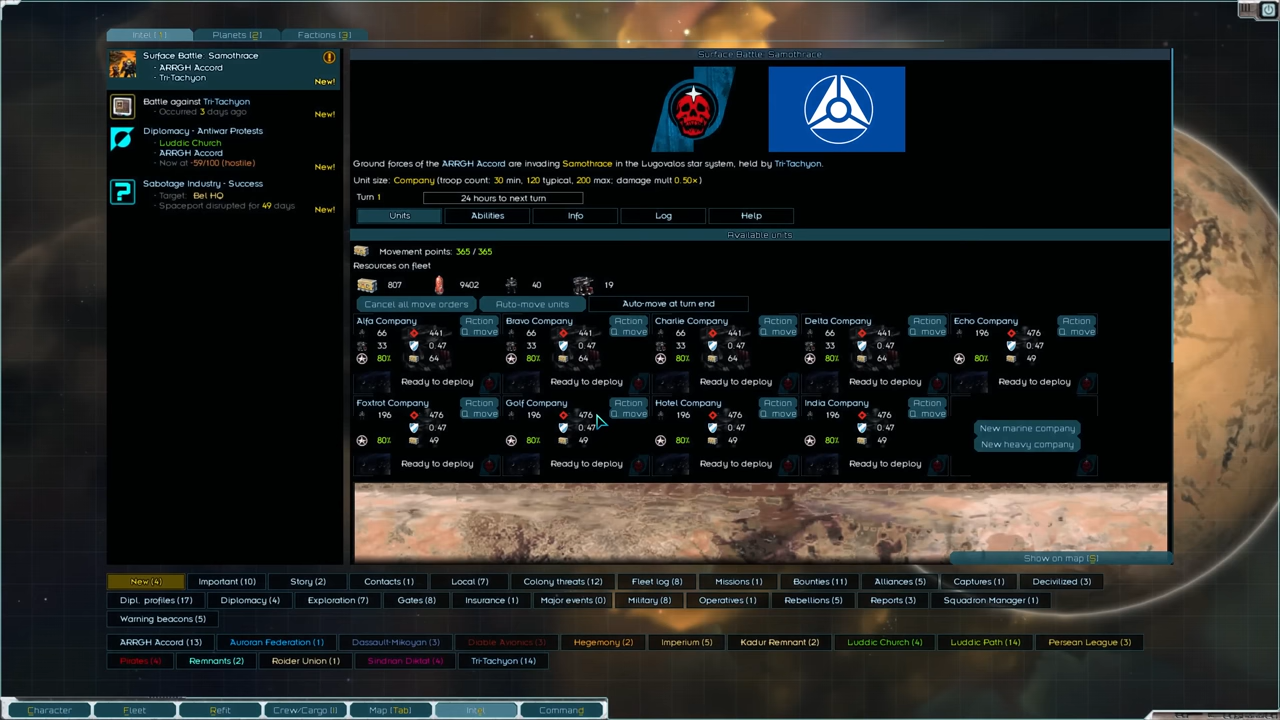 Intel [1] Planets [2] Factions [3]
Surface Battle: Samothrace
- ARRGH Accord
- Tri-Tachyon
New!
Battle against Tri-Tachyon
- Occurred 3 days ago
New!
Diplomacy - Antiwar Protests
- Luddic Church
- ARRGH Accord
- Now at -59/100 (hostile)
New!
Sabotage Industry - Success
- Target: Bel HQ
- Spaceport disrupted for 49 days
New!
Surface Battle: Samothrace
Ground forces of the ARRGH Accord are invading Samothrace in the Lugovalos star system, held by Tri-Tachyon.
Unit size: Company (troop count: 30 min, 120 typical, 200 max; damage mult 0.50×)
Turn 1 24 hours to next turn
Units Abilities Info Log Help
Available units
Movement points: 365 / 365
Resources on fleet
807 9402 40 19
Cancel all move orders Auto-move units Auto-move at turn end
Alfa Company Action Bravo Company Action Charlie Company Action Delta Company Action Echo Company Action
66 441 Q. move 66 441 Q. move 66 441 Q. move 66 441 Q. move 196 476 Q. move
33 0.47 33 0.47 33 0.47 33 0.47 0.47
80% 64 80% 64 80% 64 80% 64 80% 49
Ready to deploy Ready to deploy Ready to deploy Ready to deploy Ready to deploy
Foxtrot Company Action Golf Company Action Hotel Company Action India Company Action
196 476 Q. move 196 476 Q. move 196 476 Q. move 196 476 Q. move
0.47 0.47 0.47 0.47 New marine company
80% 49 80% 49 80% 49 80% 49 New heavy company
Ready to deploy Ready to deploy Ready to deploy Ready to deploy
Show on map [S]
New (4) Important (10) Story (2) Contacts (1) Local (7) Colony threats (12) Fleet log (8) Missions (1) Bounties (11) Alliances (5) Captures (1) Decivilized (3)
Dipl. profiles (17) Diplomacy (4) Exploration (7) Gates (8) Insurance (1) Major events (0) Military (8) Operatives (1) Rebellions (5) Reports (3) Squadron Manager (1)
Warning beacons (5)
ARRGH Accord (13) Auroran Federation (1) Dassault-Mikoyan (3) Diable Avionics (3) Hegemony (2) Imperium (5) Kadur Remnant (2) Luddic Church (4) Luddic Path (14) Persean League (3)
Pirates (4) Remnants (2) Roider Union (1) Sindrian Diktat (4) Tri-Tachyon (14)
Character Fleet Refit Crew/Cargo [I] Map [Tab] Intel Command